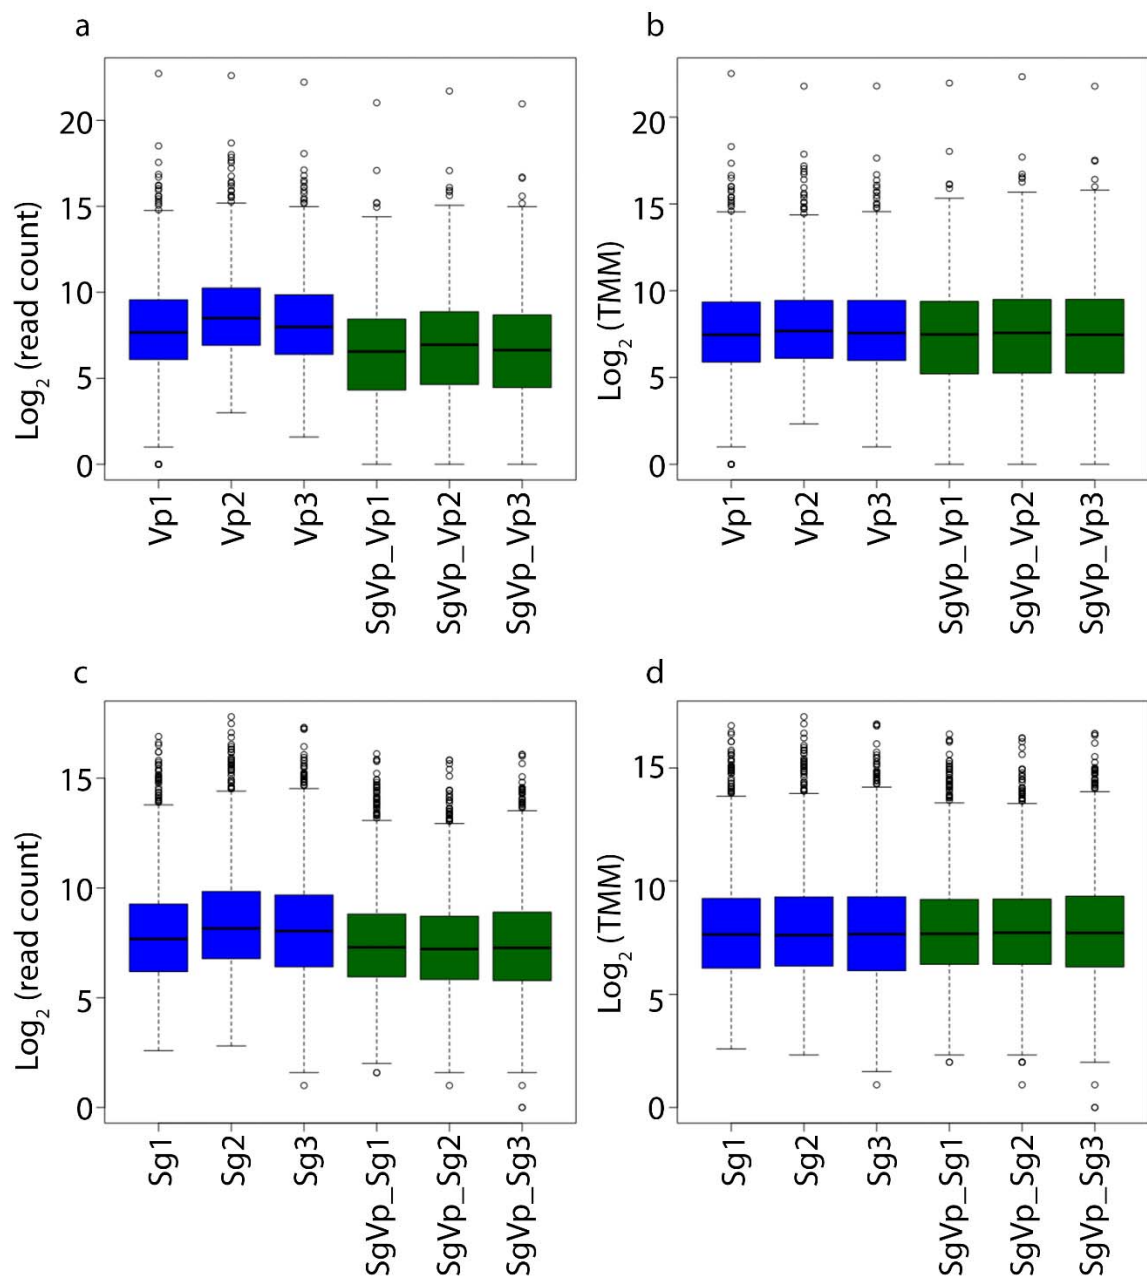 a
b
Log2 (read count)
20
15
10
5
0
Vp1
Vp2
Vp3
SgVp_Vp1
SgVp_Vp2
SgVp_Vp3
Log2 (TMM)
20
15
10
5
0
Vp1
Vp2
Vp3
SgVp_Vp1
SgVp_Vp2
SgVp_Vp3
c
d
Log2 (read count)
15
10
5
0
Sg1
Sg2
Sg3
SgVp_Sg1
SgVp_Sg2
SgVp_Sg3
Log2 (TMM)
15
10
5
0
Sg1
Sg2
Sg3
SgVp_Sg1
SgVp_Sg2
SgVp_Sg3